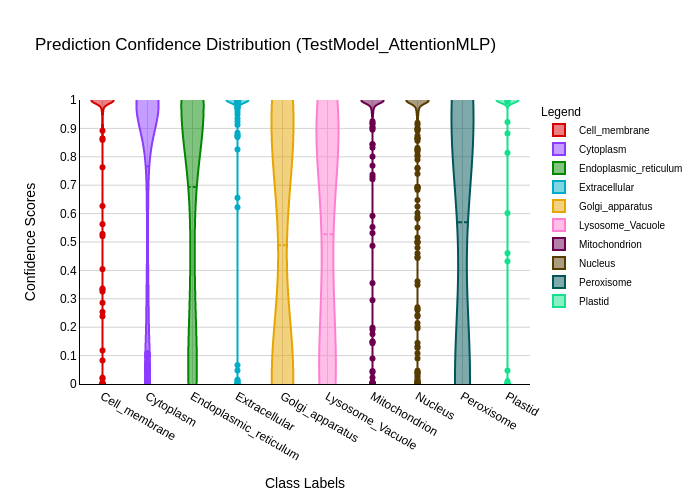 Prediction Confidence Distribution (TestModel_AttentionMLP)
Confidence Scores
1
0.9
0.8
0.7
0.6
0.5
0.4
0.3
0.2
0.1
0
Cell_membrane
Cytoplasm
Endoplasmic_reticulum
Extracellular
Golgi_apparatus
Lysosome_Vacuole
Mitochondrion
Nucleus
Peroxisome
Plastid
Class Labels
Legend
Cell_membrane
Cytoplasm
Endoplasmic_reticulum
Extracellular
Golgi_apparatus
Lysosome_Vacuole
Mitochondrion
Nucleus
Peroxisome
Plastid